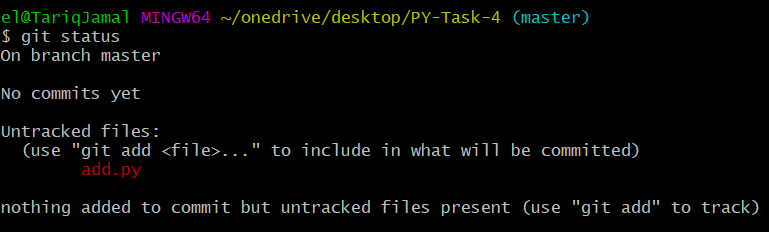 el@TariqJamal MINGW64 ~/onedrive/desktop/PY-Task-4 (master)
$ git status
On branch master
No commits yet
Untracked files:
(use "git add <file>..." to include in what will be committed)
add.py
nothing added to commit but untracked files present (use "git add" to track)